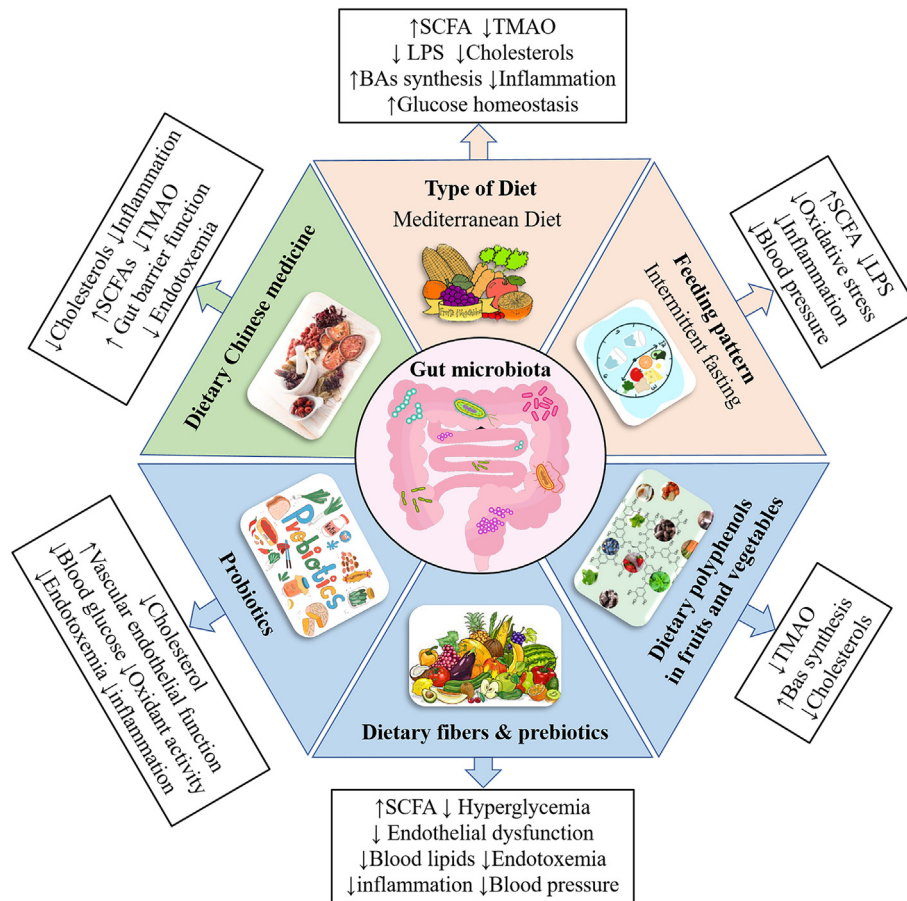 ↑SCFA ↓TMAO
↓ LPS ↓Cholesterols
↑BAs synthesis ↓Inflammation
↑Glucose homeostasis
Type of Diet
Mediterranean Diet
↑SCFA ↓LPS
↓Oxidative stress
↓Inflammation
↓Blood pressure
Feeding pattern
Intermittent fasting
↓TMAO
↑Bas synthesis
↓Cholesterols
Dietary polyphenols
in fruits and vegetables
Dietary fibers & prebiotics
↑SCFA ↓ Hyperglycemia
↓ Endothelial dysfunction
↓Blood lipids ↓Endotoxemia
↓inflammation ↓Blood pressure
Probiotics
Probiotics
↓Cholesterol
↑Vascular endothelial function
↓Blood glucose ↓Oxidant activity
↓Endotoxemia ↓inflammation
Dietary Chinese medicine
↓Cholesterols ↓Inflammation
↑SCFAs ↓TMAO
↑ Gut barrier function
↓ Endotoxemia
Gut microbiota